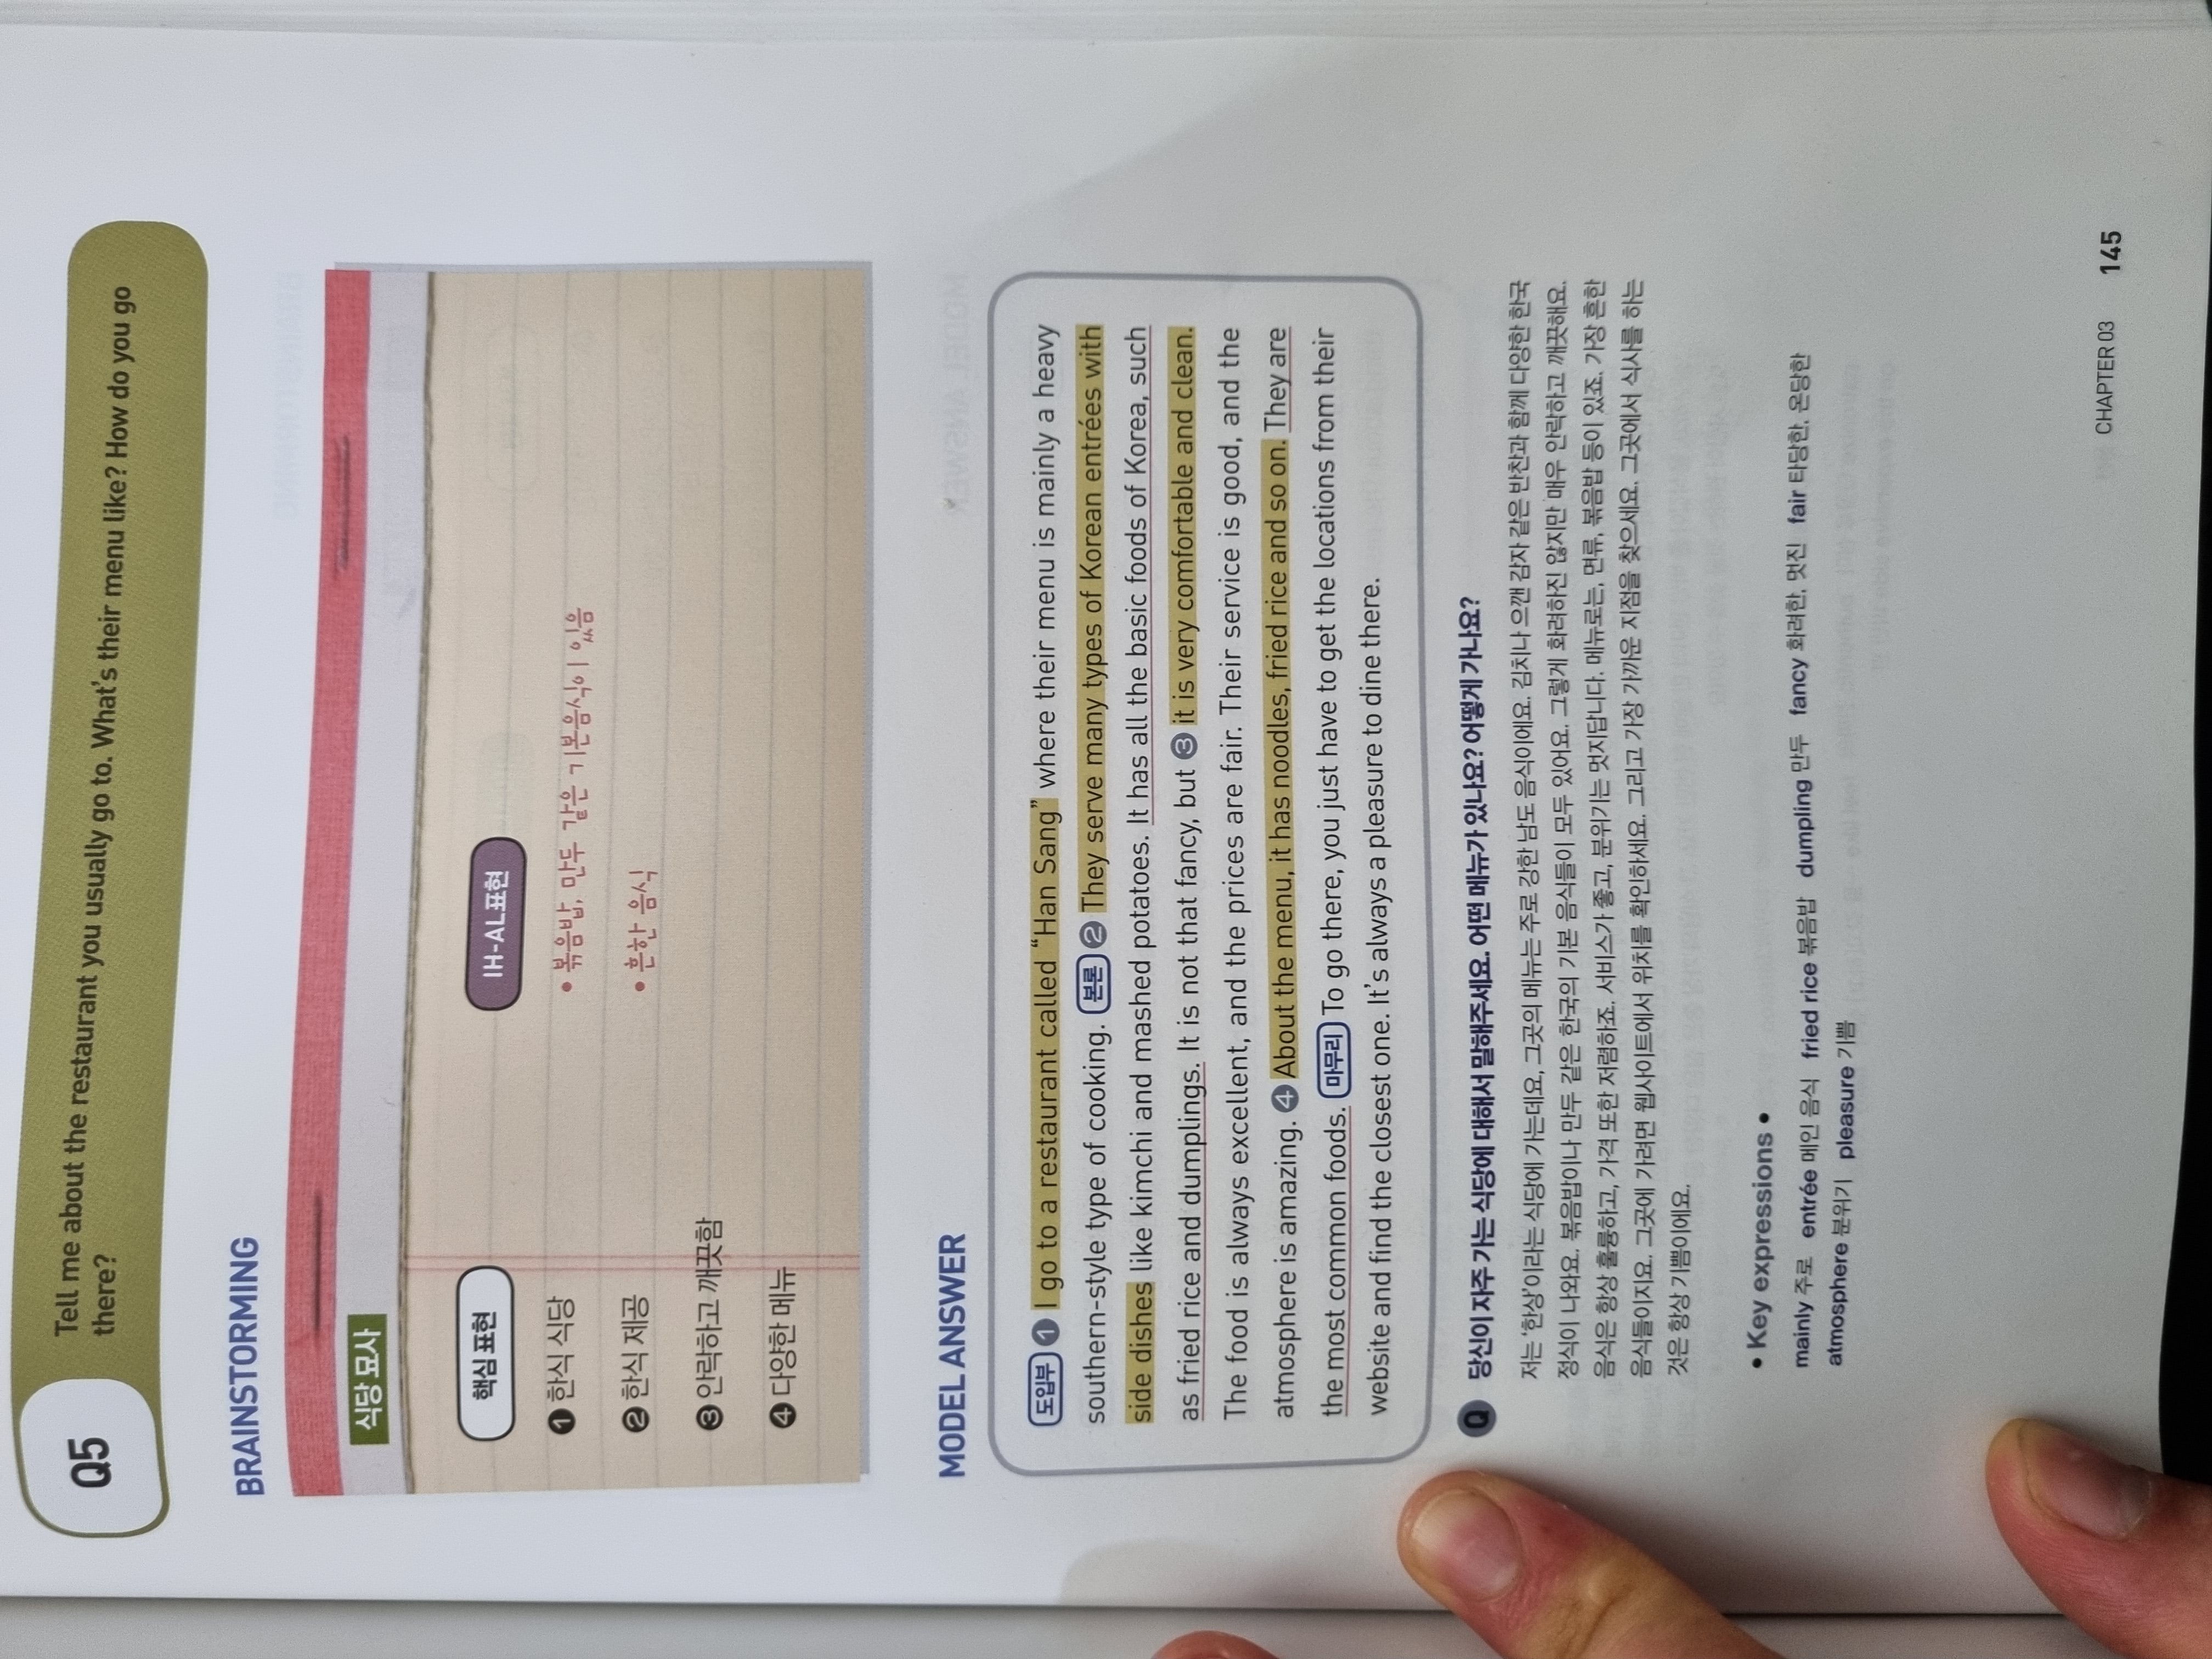 Q5
Tell me about the restaurant you usually go to. What's their menu like? How do you go
there?
BRAINSTORMING
식당 묘사
핵심 표현
IH-AL표현
❶ 한식 식당
• 볶음밥, 만두 같은 기본음식이 있음
❷ 한식 제공
• 흔한 음식
❸ 안락하고 깨끗함
❹ 다양한 메뉴
MODEL ANSWER
도입부 ❶ I go to a restaurant called “Han Sang” where their menu is mainly a heavy
southern-style type of cooking. 본론 ❷ They serve many types of Korean entrées with
side dishes like kimchi and mashed potatoes. It has all the basic foods of Korea, such
as fried rice and dumplings. It is not that fancy, but ❸ it is very comfortable and clean.
The food is always excellent, and the prices are fair. Their service is good, and the
atmosphere is amazing. ❹ About the menu, it has noodles, fried rice and so on. They are
the most common foods. 마무리 To go there, you just have to get the locations from their
website and find the closest one. It's always a pleasure to dine there.
Q 당신이 자주 가는 식당에 대해서 말해주세요. 어떤 메뉴가 있나요? 어떻게 가나요?
저는 ‘한상’이라는 식당에 가는데요, 그곳의 메뉴는 주로 강한 남도 음식이에요. 김치나 으깬 감자 같은 반찬과 함께 다양한 한국
정식이 나와요. 볶음밥이나 만두 같은 한국의 기본 음식들이 모두 있어요. 그렇게 화려하진 않지만 매우 안락하고 깨끗해요.
음식은 항상 훌륭하고, 가격 또한 저렴하죠. 서비스가 좋고, 분위기는 멋지답니다. 메뉴로는, 면류, 볶음밥 등이 있죠. 가장 흔한
음식들이지요. 그곳에 가려면 웹사이트에서 위치를 확인하세요. 그리고 가장 가까운 지점을 찾으세요. 그곳에서 식사를 하는
것은 항상 기쁨이에요.
• Key expressions •
mainly 주로 entrée 메인 음식 fried rice 볶음밥 dumpling 만두 fancy 화려한, 멋진 fair 타당한, 온당한
atmosphere 분위기 pleasure 기쁨
CHAPTER 03 145